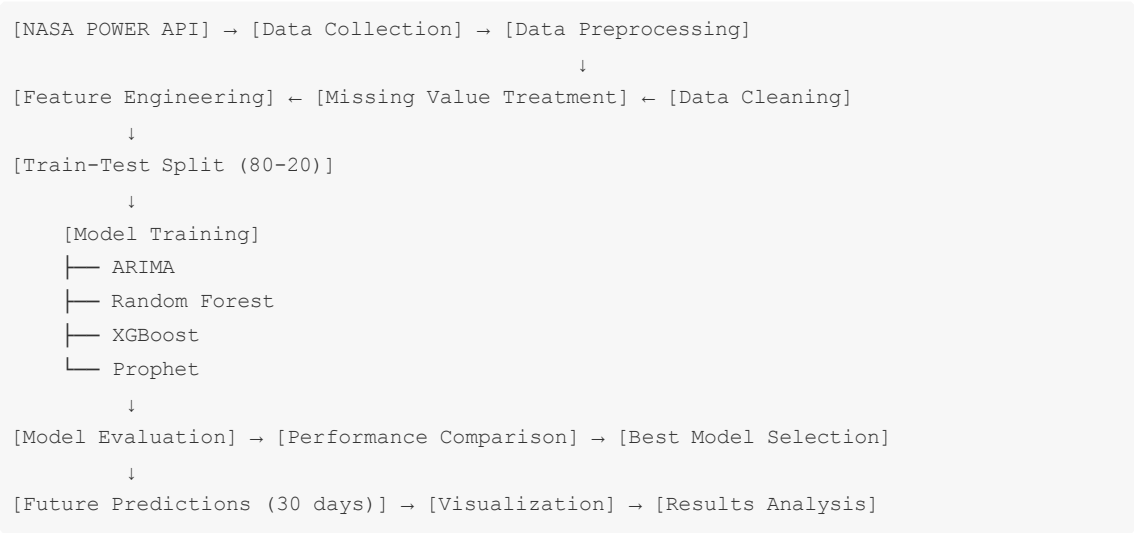 [NASA POWER API] → [Data Collection] → [Data Preprocessing]
↓
[Feature Engineering] ← [Missing Value Treatment] ← [Data Cleaning]
↓
[Train-Test Split (80-20)]
↓
[Model Training]
├── ARIMA
├── Random Forest
├── XGBoost
└── Prophet
↓
[Model Evaluation] → [Performance Comparison] → [Best Model Selection]
↓
[Future Predictions (30 days)] → [Visualization] → [Results Analysis]